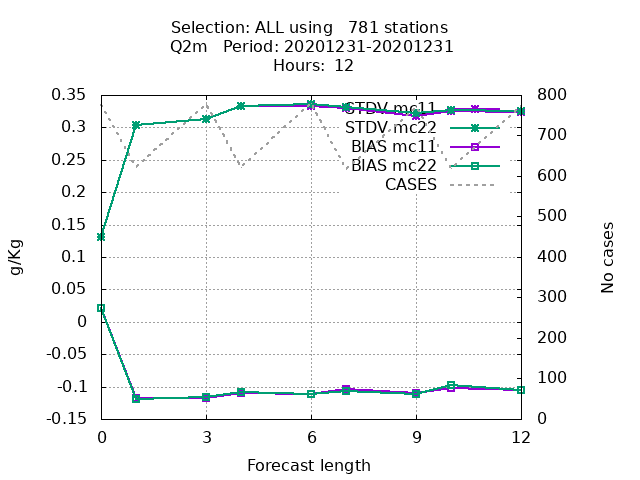 Selection: ALL using   781 stations
Q2m   Period: 20201231-20201231
Hours:  12
0.35
0.3
0.25
0.2
0.15
0.1
0.05
0
-0.05
-0.1
-0.15
g/Kg
STDV mc11
STDV mc22
BIAS mc11
BIAS mc22
CASES
800
700
600
500
400
300
200
100
0
No cases
0 3 6 9 12
Forecast length